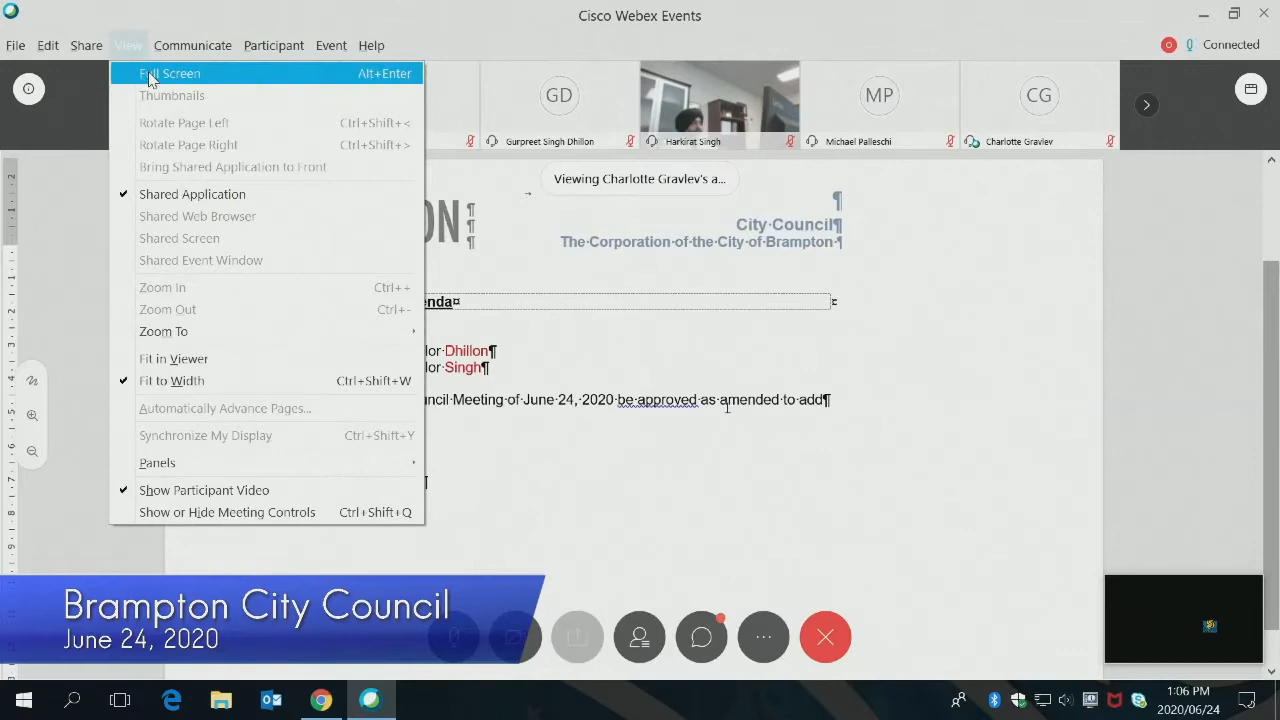 Cisco Webex Events
File Edit Share View Communicate Participant Event Help
Connected
Full Screen Alt+Enter
Thumbnails
Rotate Page Left Ctrl+Shift+<
Rotate Page Right Ctrl+Shift+>
Bring Shared Application to Front
Shared Application
Shared Web Browser
Shared Screen
Shared Event Window
Zoom In Ctrl++
Zoom Out Ctrl+-
Zoom To
Fit in Viewer
Fit to Width Ctrl+Shift+W
Automatically Advance Pages...
Synchronize My Display Ctrl+Shift+Y
Panels
Show Participant Video
Show or Hide Meeting Controls Ctrl+Shift+Q
GD
MP
CG
Gurpreet Singh Dhillon
Harkirat Singh
Michael Palleschi
Charlotte Gravlev
Viewing Charlotte Gravlev's a...
ON¶
¶
¶
¶
City·Council¶
The·Corporation·of·the·City·of·Brampton·¶
enda¤
lor·Dhillon¶
lor·Singh¶
uncil·Meeting·of·June·24,·2020·be·approved·as·amended·to·add¶
¶
Brampton City Council
June 24, 2020
1:06 PM
2020/06/24